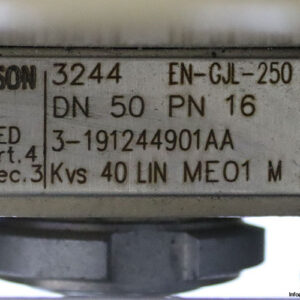 SON 3244 EN-GJL-250
DN 50 PN 16
ED 3-191244901AA
rt.4
ec.3 Kvs 40 LIN ME01 M